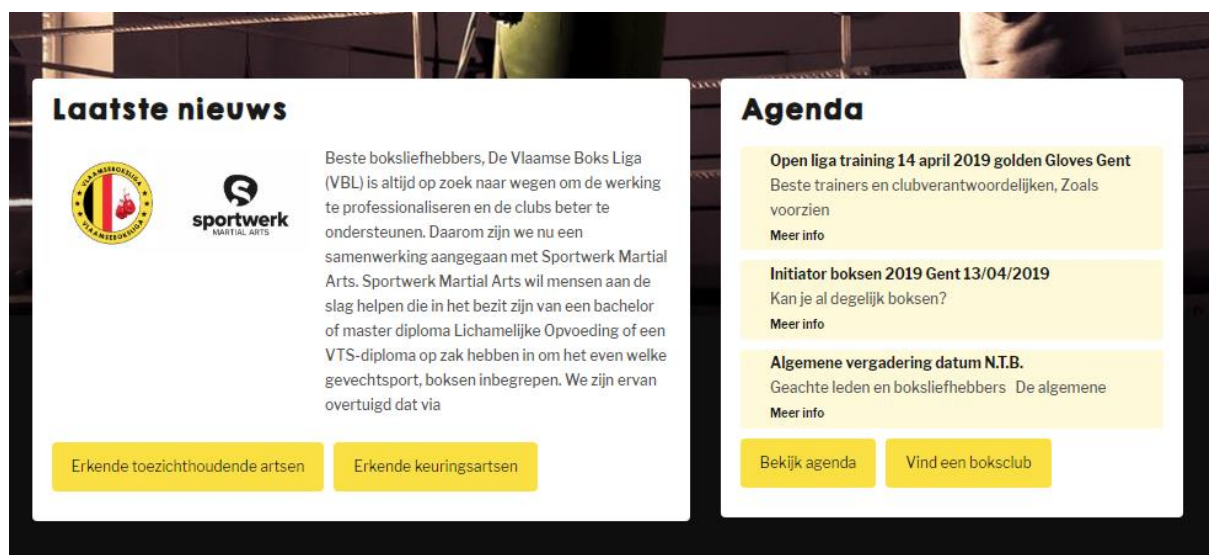 Laatste nieuws
VLAAMSEBOKSLIGA
VLAAMSEBOKSLIGA
sportwerk
MARTIAL ARTS
Beste boksliefhebbers, De Vlaamse Boks Liga
(VBL) is altijd op zoek naar wegen om de werking
te professionaliseren en de clubs beter te
ondersteunen. Daarom zijn we nu een
samenwerking aangegaan met Sportwerk Martial
Arts. Sportwerk Martial Arts wil mensen aan de
slag helpen die in het bezit zijn van een bachelor
of master diploma Lichamelijke Opvoeding of een
VTS-diploma op zak hebben in om het even welke
gevechtsport, boksen inbegrepen. We zijn ervan
overtuigd dat via
Erkende toezichthoudende artsen
Erkende keuringsartsen
Agenda
Open liga training 14 april 2019 golden Gloves Gent
Beste trainers en clubverantwoordelijken, Zoals
voorzien
Meer info
Initiator boksen 2019 Gent 13/04/2019
Kan je al degelijk boksen?
Meer info
Algemene vergadering datum N.T.B.
Geachte leden en boksliefhebbers De algemene
Meer info
Bekijk agenda
Vind een boksclub